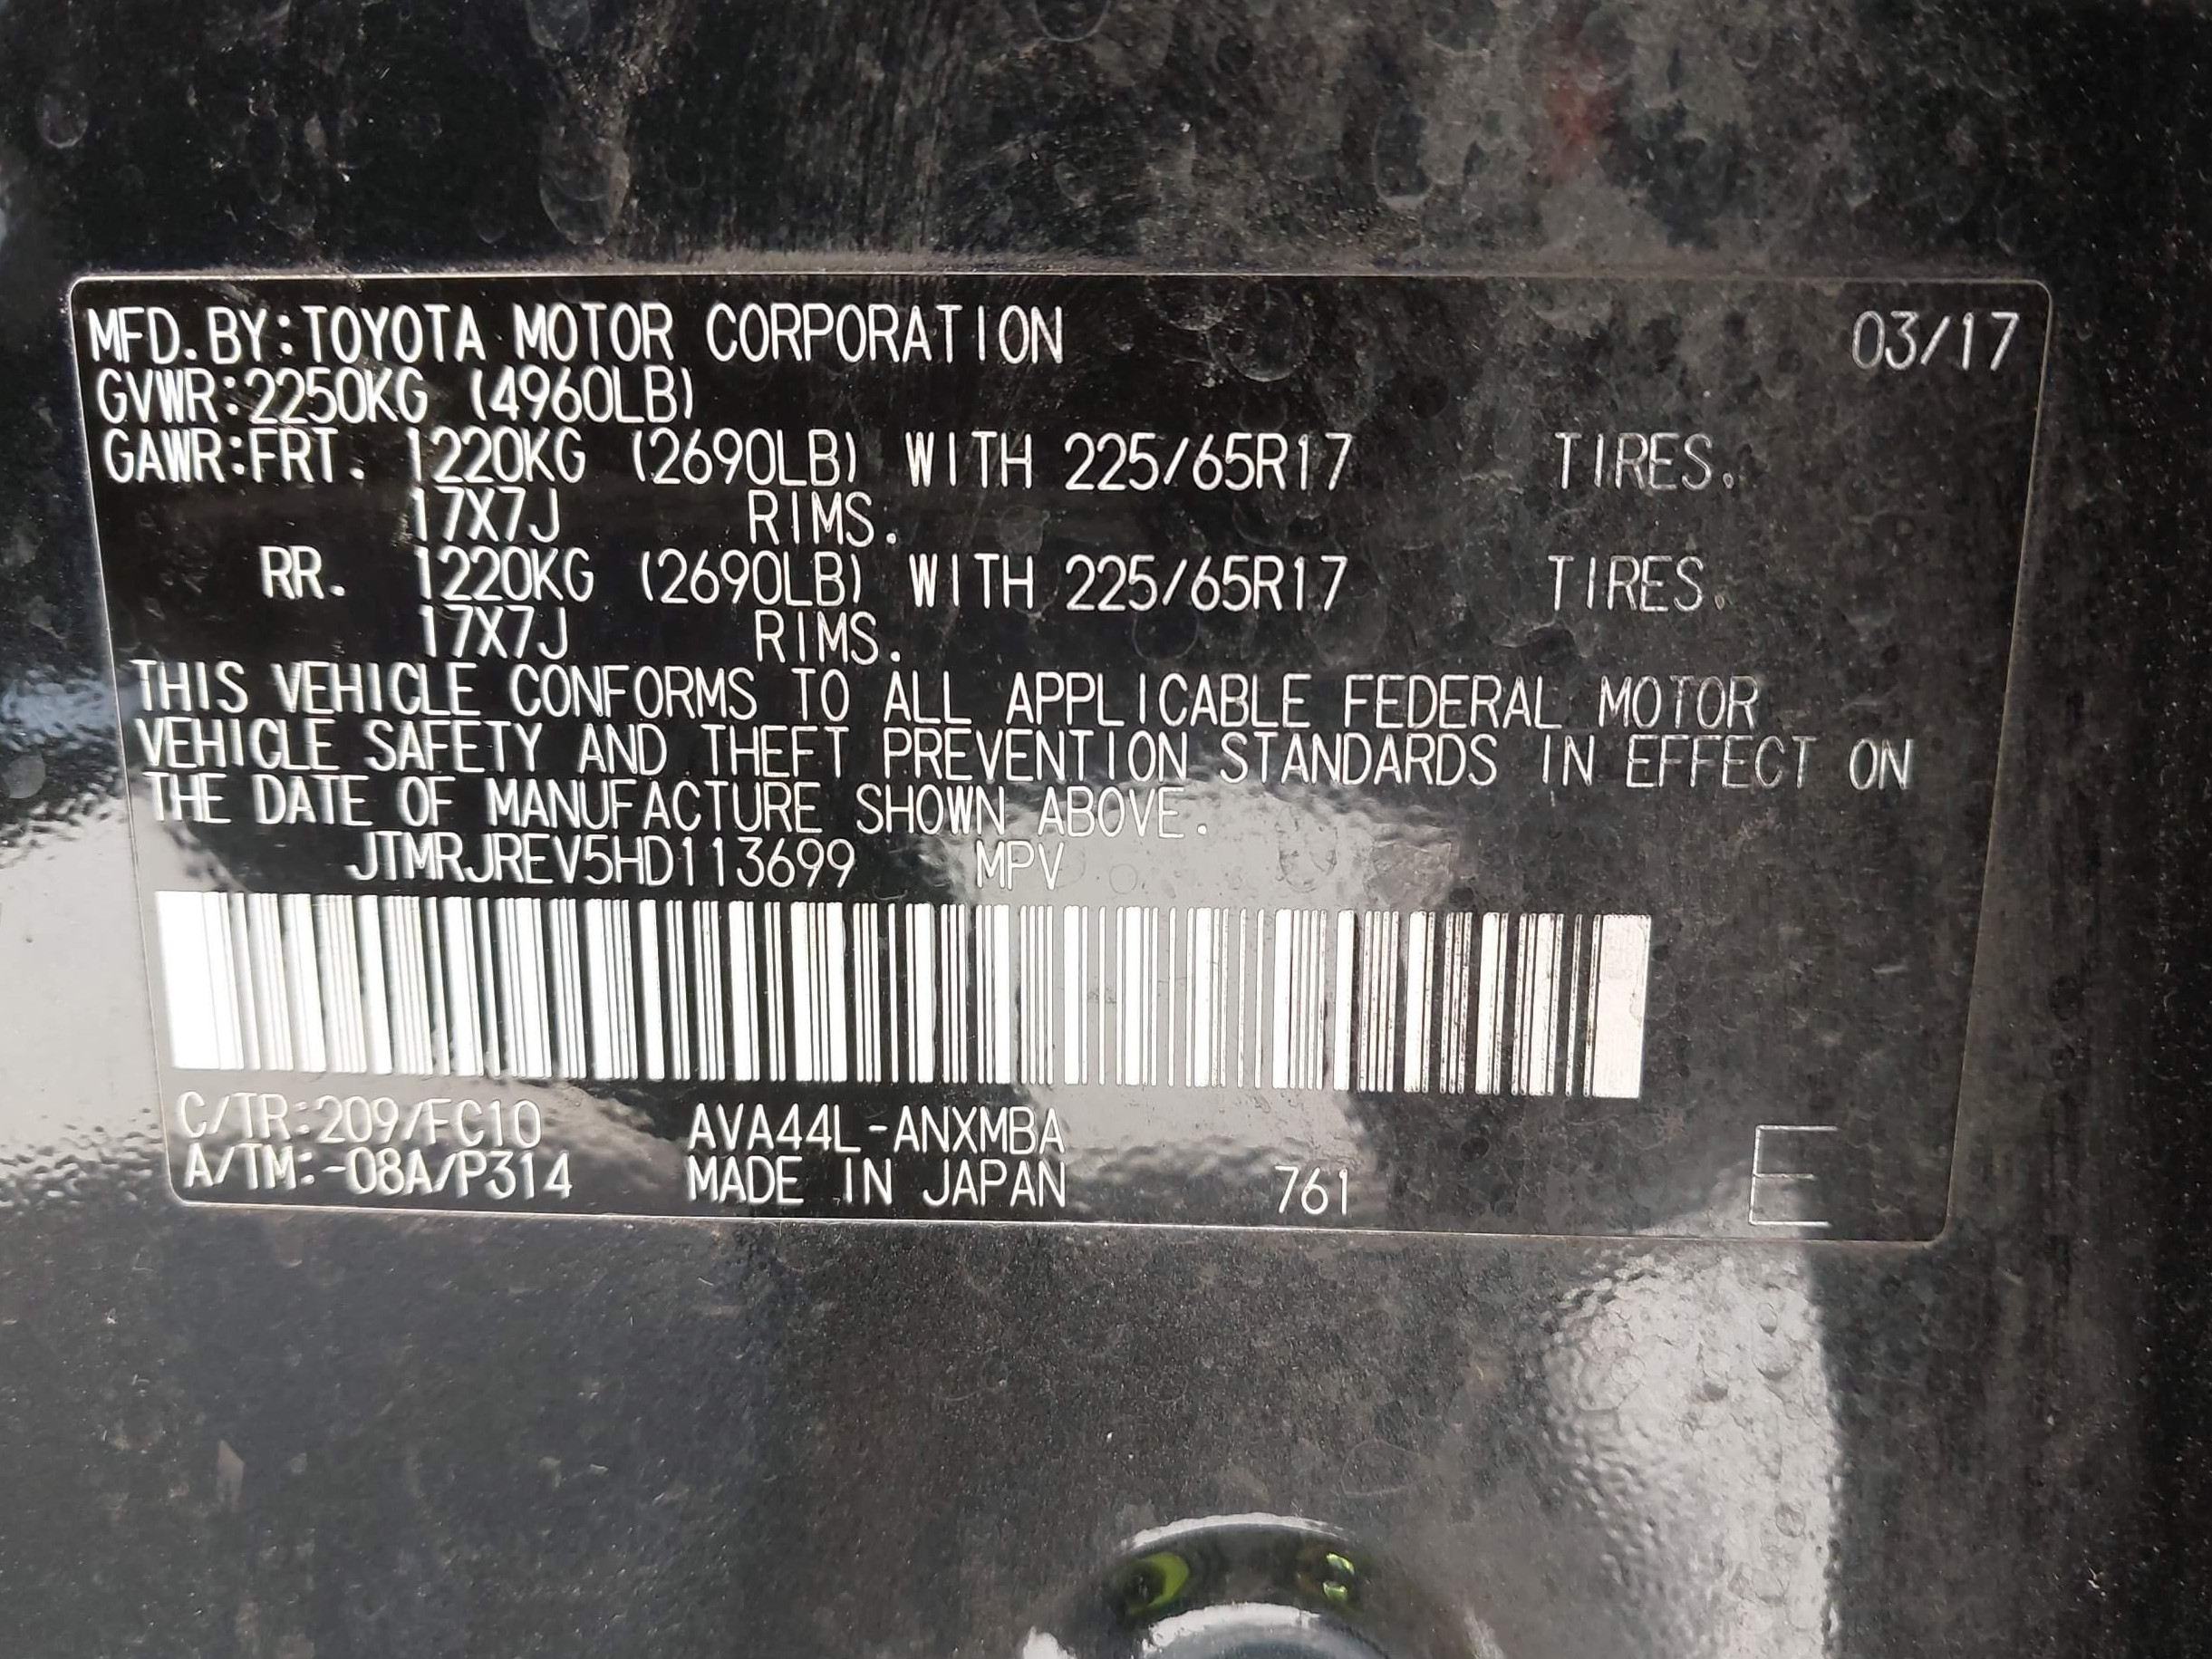 MFD.BY:TOYOTA MOTOR CORPORATION 03/17
GVWR:2250KG (4960LB)
GAWR:FRT. 1220KG (2690LB) WITH 225/65R17 TIRES.
17X7J RIMS.
RR. 1220KG (2690LB) WITH 225/65R17 TIRES.
17X7J RIMS.
THIS VEHICLE CONFORMS TO ALL APPLICABLE FEDERAL MOTOR
VEHICLE SAFETY AND THEFT PREVENTION STANDARDS IN EFFECT ON
THE DATE OF MANUFACTURE SHOWN ABOVE.
JTMRJREV5HD113699 MPV
C/TR:209/FC10 AVA44L-ANXMBA
A/TM:-08A/P314 MADE IN JAPAN 761 E